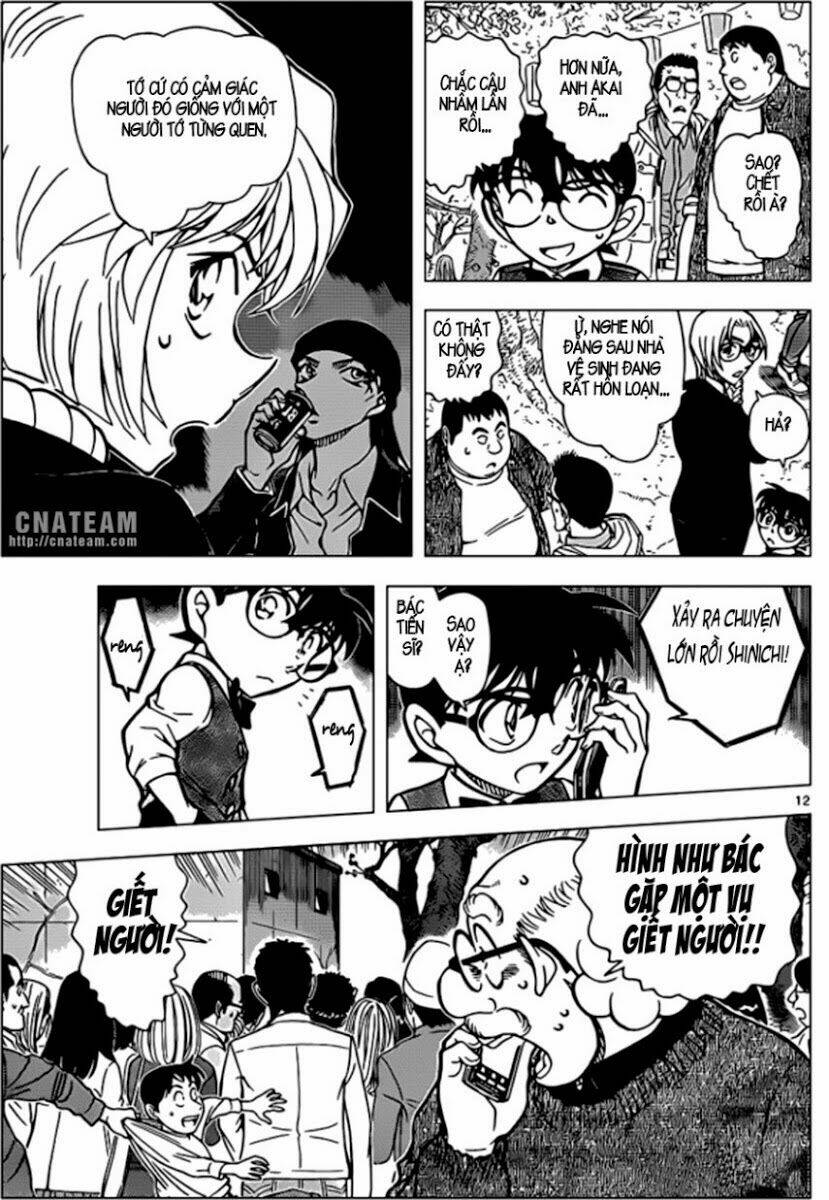 TỚ CỨ CÓ CẢM GIÁC
NGƯỜI ĐÓ GIỐNG VỚI MỘT
NGƯỜI TỚ TỪNG QUEN.
CNATEAM
http://cnateam.com
HƠN NỮA,
ANH AKAI
ĐÃ...
CHẮC CẬU
NHẦM LẪN
RỒI...
SAO?
CHẾT
RỒI À?
CÓ THẬT
KHÔNG
ĐẤY?
Ừ, NGHE NÓI
ĐẰNG SAU NHÀ
VỆ SINH ĐANG
RẤT HỖN LOẠN...
HẢ?
reng
reng
BÁC
TIẾN
SĨ?
SAO
VẬY
Ạ?
XẢY RA CHUYỆN
LỚN RỒI SHINICHI!
12
GIẾT
NGƯỜI!
HÌNH NHƯ BÁC
GẶP MỘT VỤ
GIẾT NGƯỜI!!